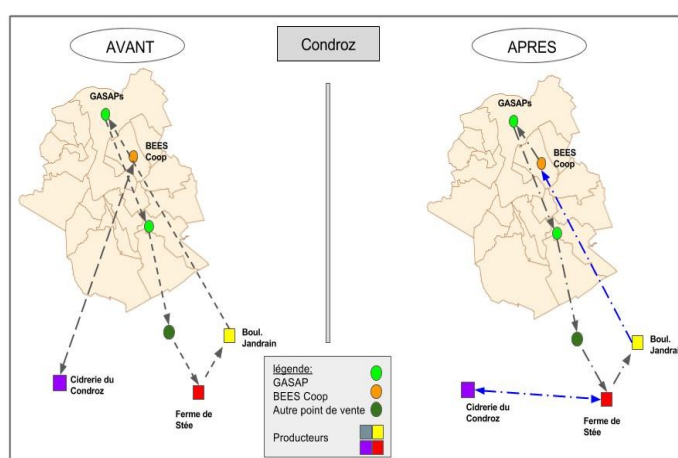 AVANT
Condroz
APRES
GASAPs
BEES
Coop
Boul.
Jandrain
Cidrerie du
Condroz
Ferme de
Stée
légende:
GASAP
BEES Coop
Autre point de vente
Producteurs
GASAPs
BEES
Coop
Boul.
Jandrain
Cidrerie du
Condroz
Ferme de
Stée